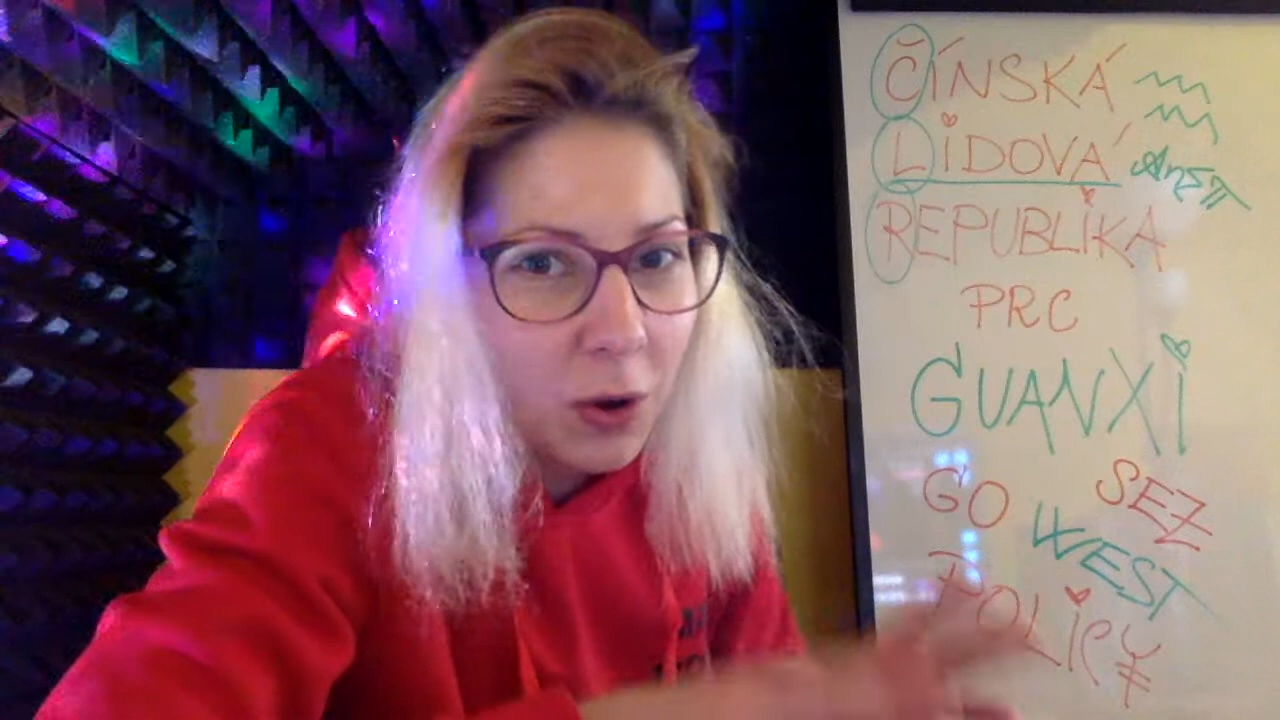 ČÍNSKÁ
LIDOVÁ
REPUBLIKA
PRC
GUANXI
GO SEZ
WEST
POLICY